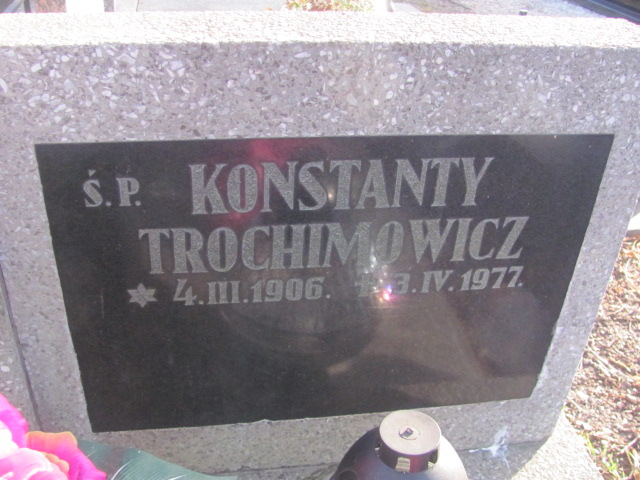 Ś.P. KONSTANTY
TROCHIMOWICZ
4.III.1906. 3.IV.1977.